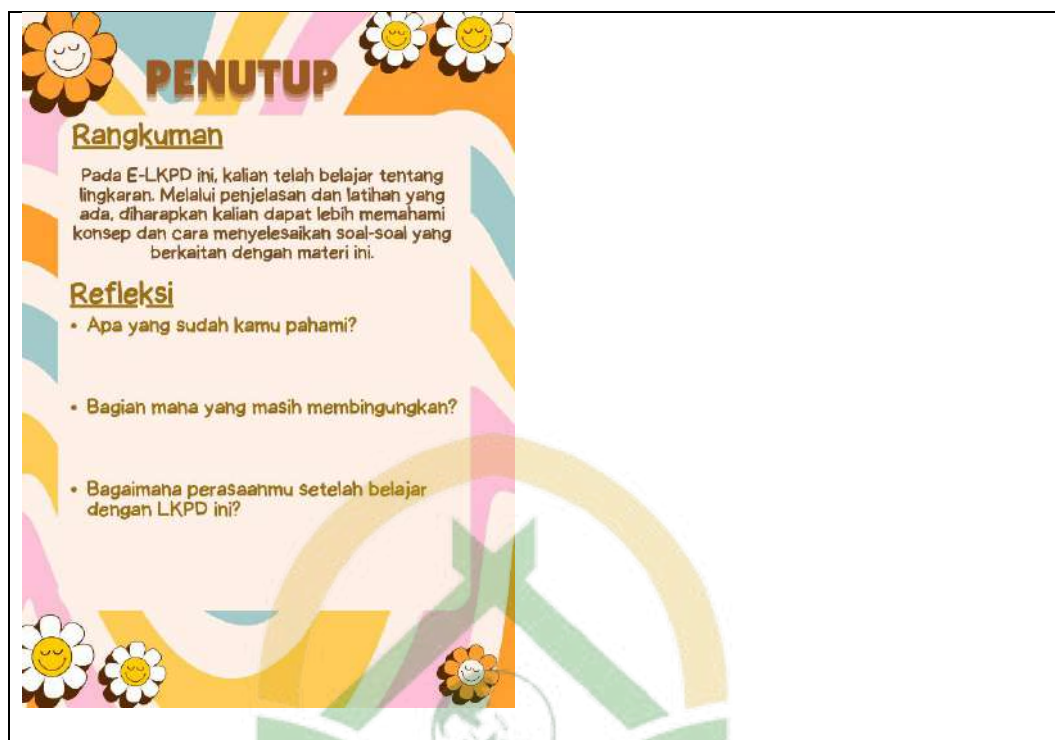 PENUTUP
Rangkuman
Pada E-LKPD ini, kalian telah belajar tentang
lingkaran. Melalui penjelasan dan latihan yang
ada, diharapkan kalian dapat lebih memahami
konsep dan cara menyelesaikan soal-soal yang
berkaitan dengan materi ini.
Refleksi
• Apa yang sudah kamu pahami?
• Bagian mana yang masih membingungkan?
• Bagaimana perasaanmu setelah belajar
dengan LKPD ini?